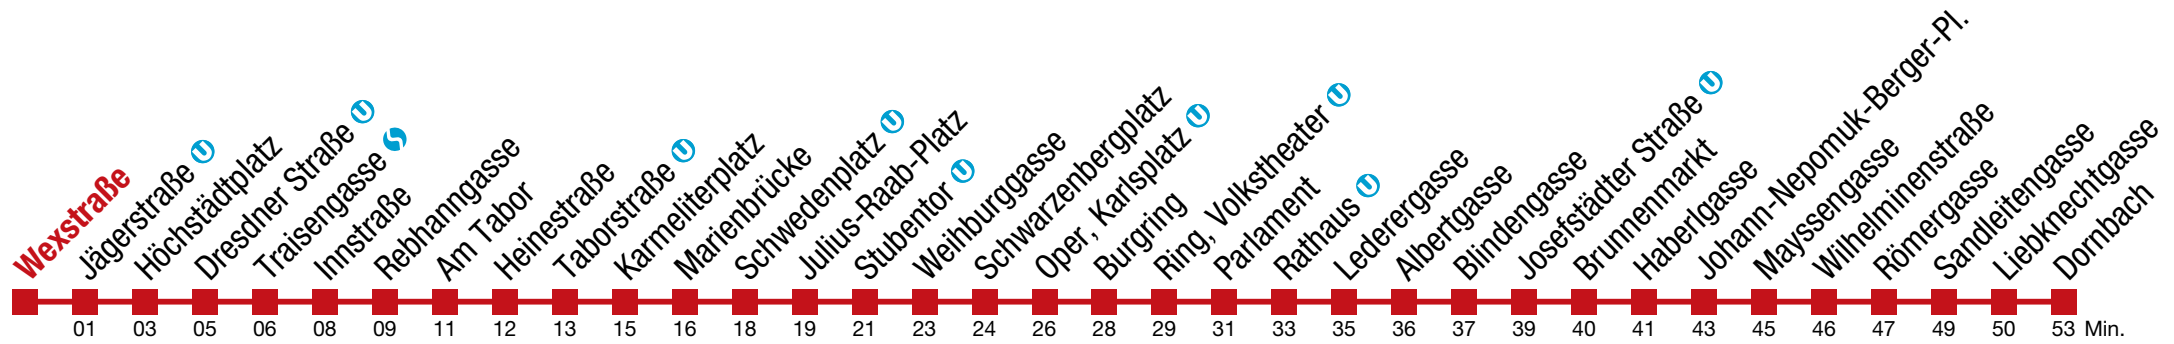 Wexstraße
Jägerstraße U
Höchstädtplatz
Dresdner Straße U
Traisengasse S
Innstraße
Rebhanngasse
Am Tabor
Heinestraße
Taborstraße U
Karmeliterplatz
Marienbrücke
Schwedenplatz U
Julius-Raab-Platz
Stubentor U
Weihburggasse
Schwarzenbergplatz
Oper, Karlsplatz U
Burgring
Ring, Volkstheater U
Parlament
Rathaus U
Lederergasse
Albertgasse
Blindengasse
Josefstädter Straße U
Brunnenmarkt
Haberlgasse
Johann-Nepomuk-Berger-Pl.
Mayssengasse
Wilhelminenstraße
Römergasse
Sandleitengasse
Liebknechtgasse
Dornbach
01 03 05 06 08 09 11 12 13 15 16 18 19 21 23 24 26 28 29 31 33 35 36 37 39 40 41 43 45 46 47 49 50 53 Min.